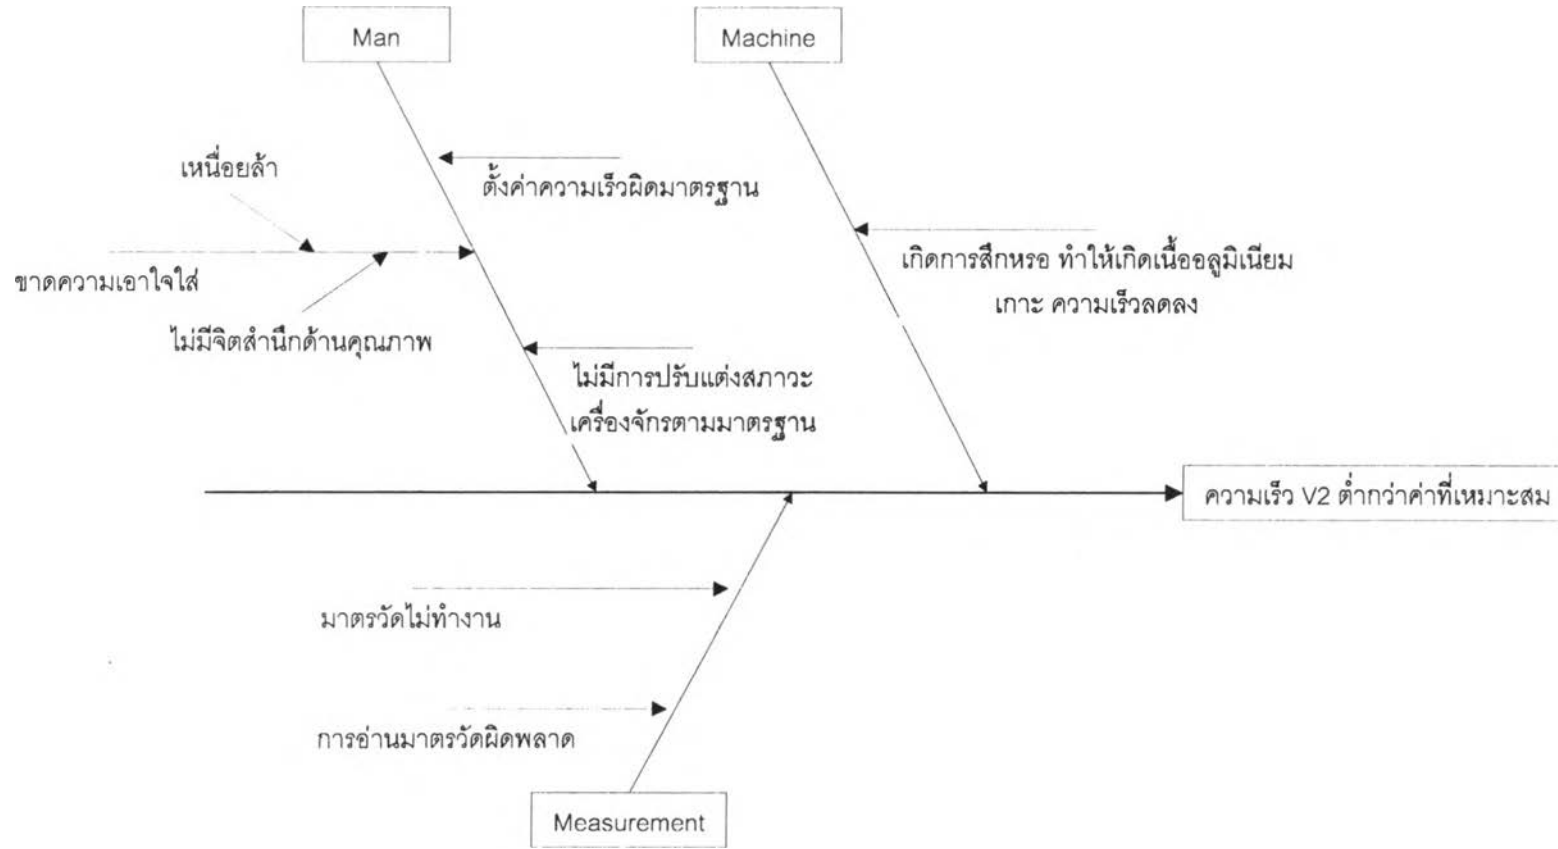 Man
Machine
เหนื่อยล้า
ตั้งค่าความเร็วผิดมาตรฐาน
ขาดความเอาใจใส่
ไม่มีจิตสำนึกด้านคุณภาพ
เกิดการสึกหรอ ทำให้เกิดเนื้ออลูมิเนียม
เกาะ ความเร็วลดลง
ไม่มีการปรับแต่งสภาวะ
เครื่องจักรตามมาตรฐาน
ความเร็ว V2 ต่ำกว่าค่าที่เหมาะสม
มาตรวัดไม่ทำงาน
การอ่านมาตรวัดผิดพลาด
Measurement